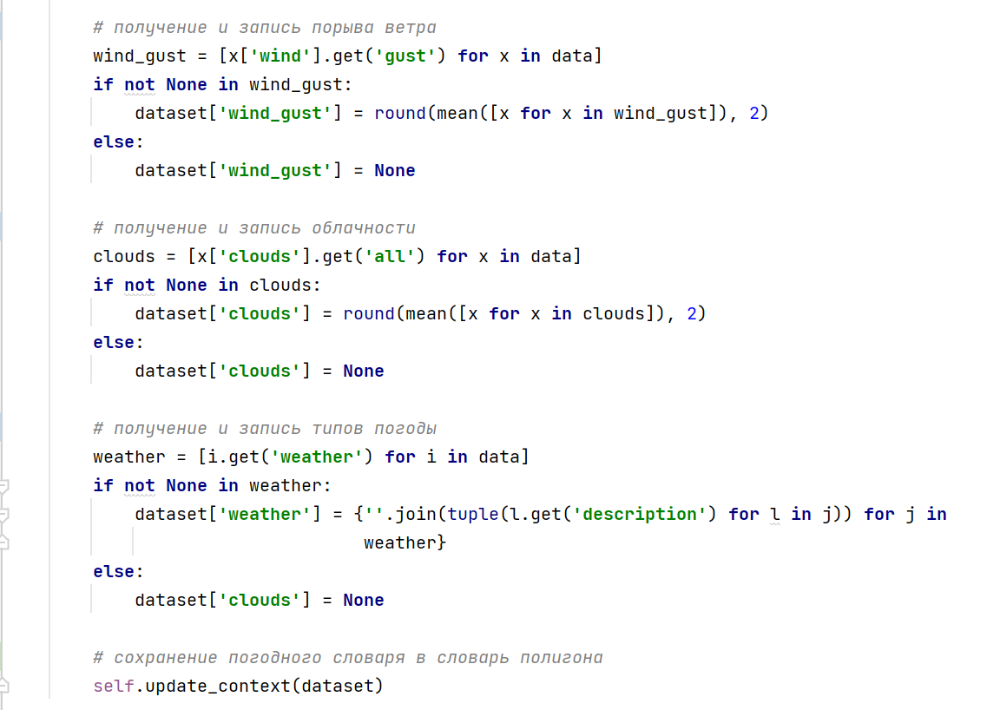 # получение и запись порыва ветра
wind_gust = [x['wind'].get('gust') for x in data]
if not None in wind_gust:
    dataset['wind_gust'] = round(mean([x for x in wind_gust]), 2)
else:
    dataset['wind_gust'] = None
# получение и запись облачности
clouds = [x['clouds'].get('all') for x in data]
if not None in clouds:
    dataset['clouds'] = round(mean([x for x in clouds]), 2)
else:
    dataset['clouds'] = None
# получение и запись типов погоды
weather = [i.get('weather') for i in data]
if not None in weather:
    dataset['weather'] = {''.join(tuple(l.get('description') for l in j)) for j in
                          weather}
else:
    dataset['clouds'] = None
# сохранение погодного словаря в словарь полигона
self.update_context(dataset)